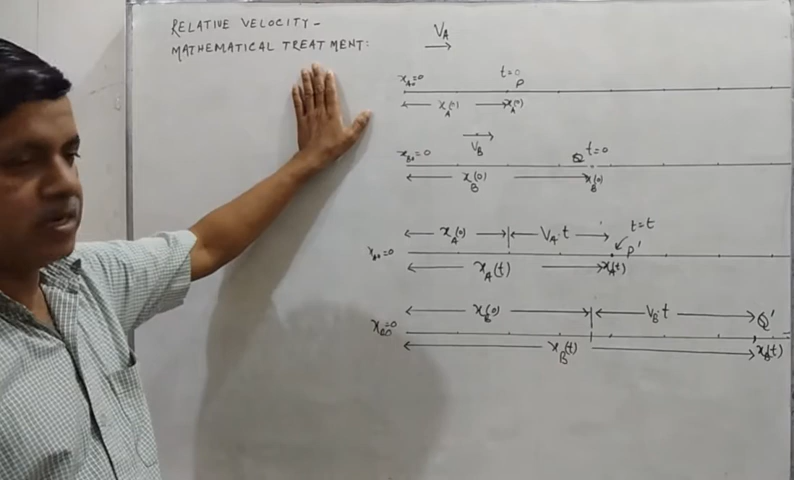 RELATIVE VELOCITY -
MATHEMATICAL TREATMENT:
V_A
x_A0=0 t=0 P
x_A(0) x_A(0)
V_B
x_B0=0 Q t=0
x_B(0) x_B(0)
x_A(0) V_A t t=t
x_A0=0 P'
x_A(t) x_A(t)
x_B(0) V_B t Q'
x_B0=0
x_B(t) x_B(t)